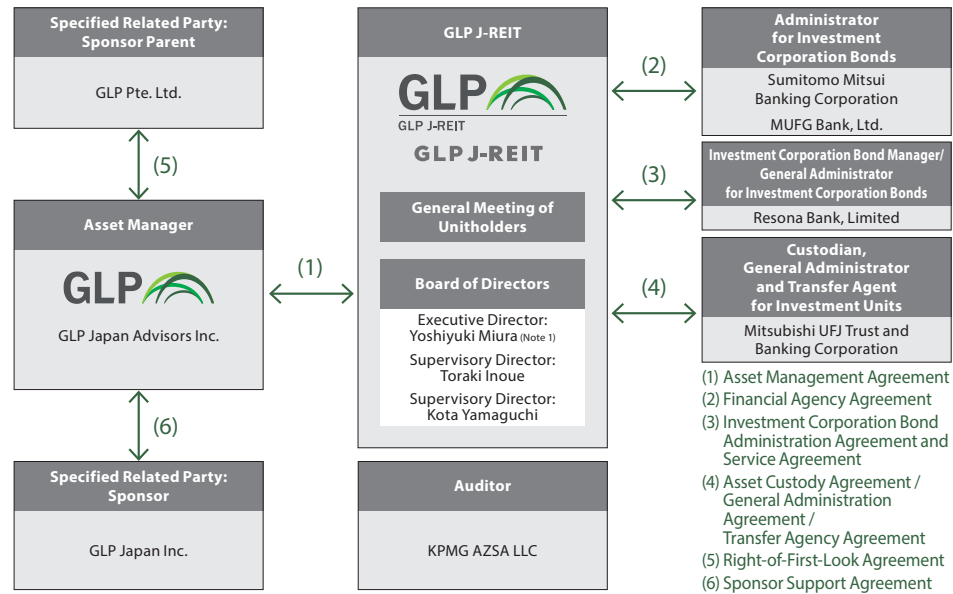 Specified Related Party:
Sponsor Parent
GLP Pte. Ltd.
(5)
Asset Manager
GLP
GLP Japan Advisors Inc.
(6)
Specified Related Party:
Sponsor
GLP Japan Inc.
(1)
GLP J-REIT
GLP
GLP J-REIT
GLP J-REIT
General Meeting of
Unitholders
Board of Directors
Executive Director:
Yoshiyuki Miura (Note 1)
Supervisory Director:
Toraki Inoue
Supervisory Director:
Kota Yamaguchi
Auditor
KPMG AZSA LLC
(2)
(3)
(4)
Administrator
for Investment
Corporation Bonds
Sumitomo Mitsui
Banking Corporation
MUFG Bank, Ltd.
Investment Corporation Bond Manager/
General Administrator
for Investment Corporation Bonds
Resona Bank, Limited
Custodian,
General Administrator
and Transfer Agent
for Investment Units
Mitsubishi UFJ Trust and
Banking Corporation
(1) Asset Management Agreement
(2) Financial Agency Agreement
(3) Investment Corporation Bond
Administration Agreement and
Service Agreement
(4) Asset Custody Agreement /
General Administration
Agreement /
Transfer Agency Agreement
(5) Right-of-First-Look Agreement
(6) Sponsor Support Agreement